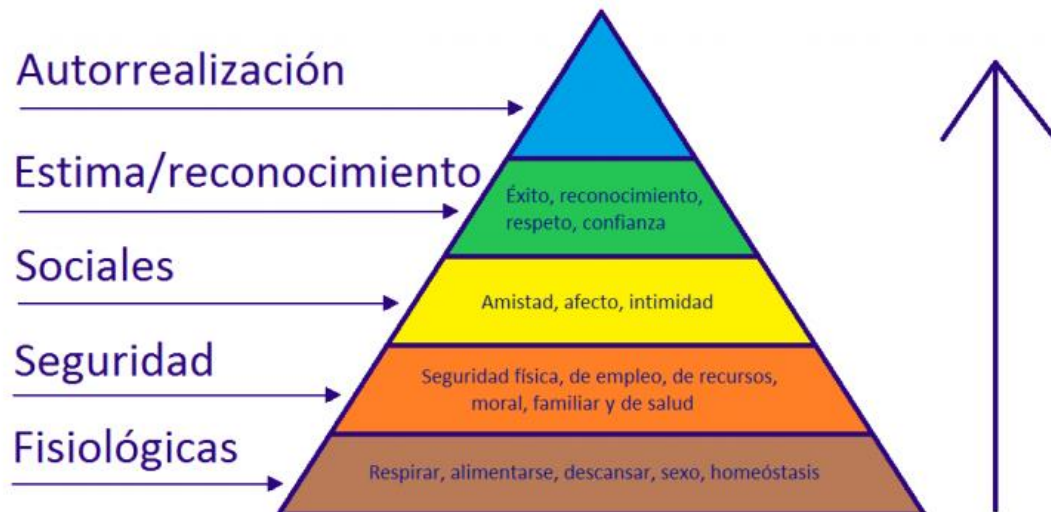 Autorrealización
Estima/reconocimiento
Éxito, reconocimiento,
respeto, confianza
Sociales
Amistad, afecto, intimidad
Seguridad
Seguridad física, de empleo, de recursos,
moral, familiar y de salud
Fisiológicas
Respirar, alimentarse, descansar, sexo, homeóstasis